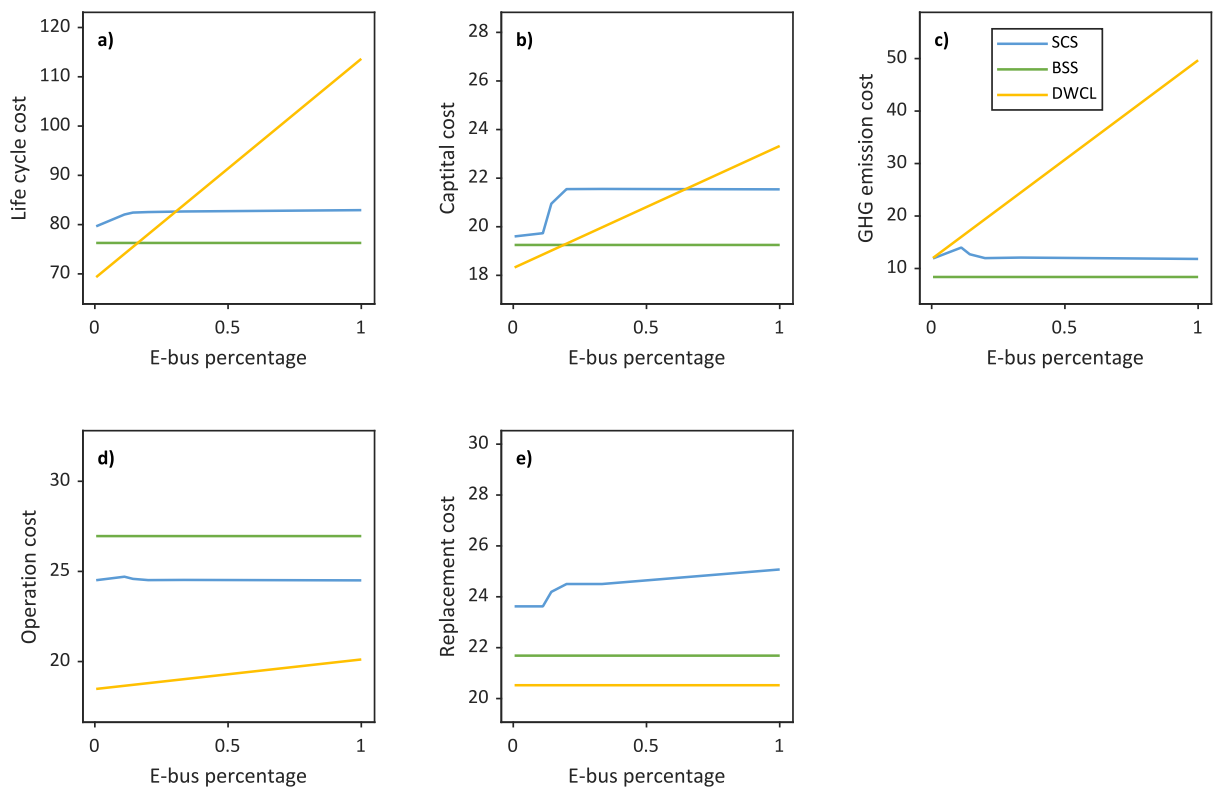 a)
120
110
100
90
80
70
Life cycle cost
0 0.5 1
E-bus percentage
b)
28
26
24
22
20
18
Captital cost
0 0.5 1
E-bus percentage
c)
SCS
BSS
DWCL
50
40
30
20
10
GHG emission cost
0 0.5 1
E-bus percentage
d)
30
25
20
Operation cost
0 0.5 1
E-bus percentage
e)
30
28
26
24
22
20
Replacement cost
0 0.5 1
E-bus percentage